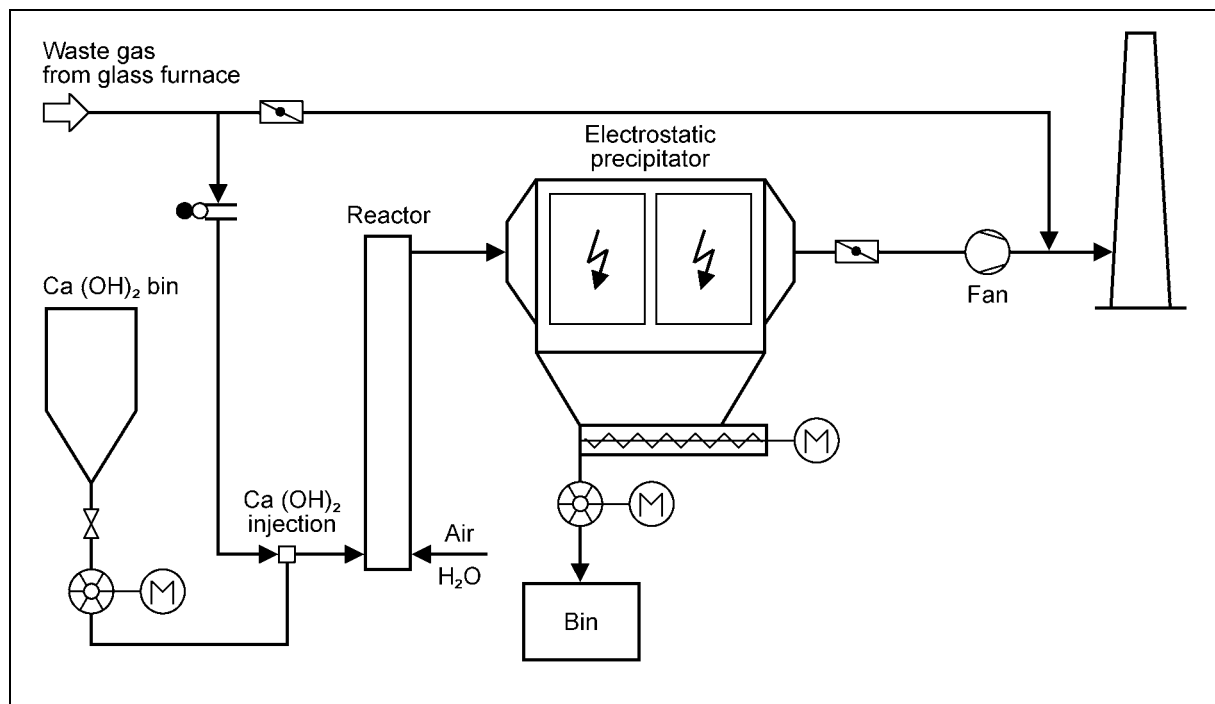 Waste gas
from glass furnace
Electrostatic
precipitator
Reactor
Ca (OH)₂ bin
Fan
M
Ca (OH)₂
injection
M
Air
H₂O
M
Bin